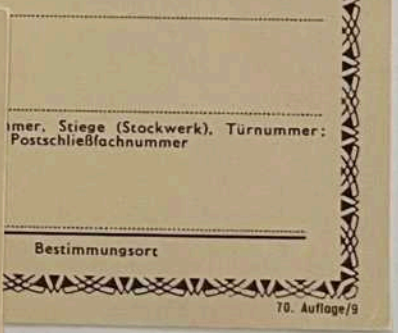 mer, Stiege (Stockwerk), Türnummer:
Postschließfachnummer
Bestimmungsort
70. Auflage/9